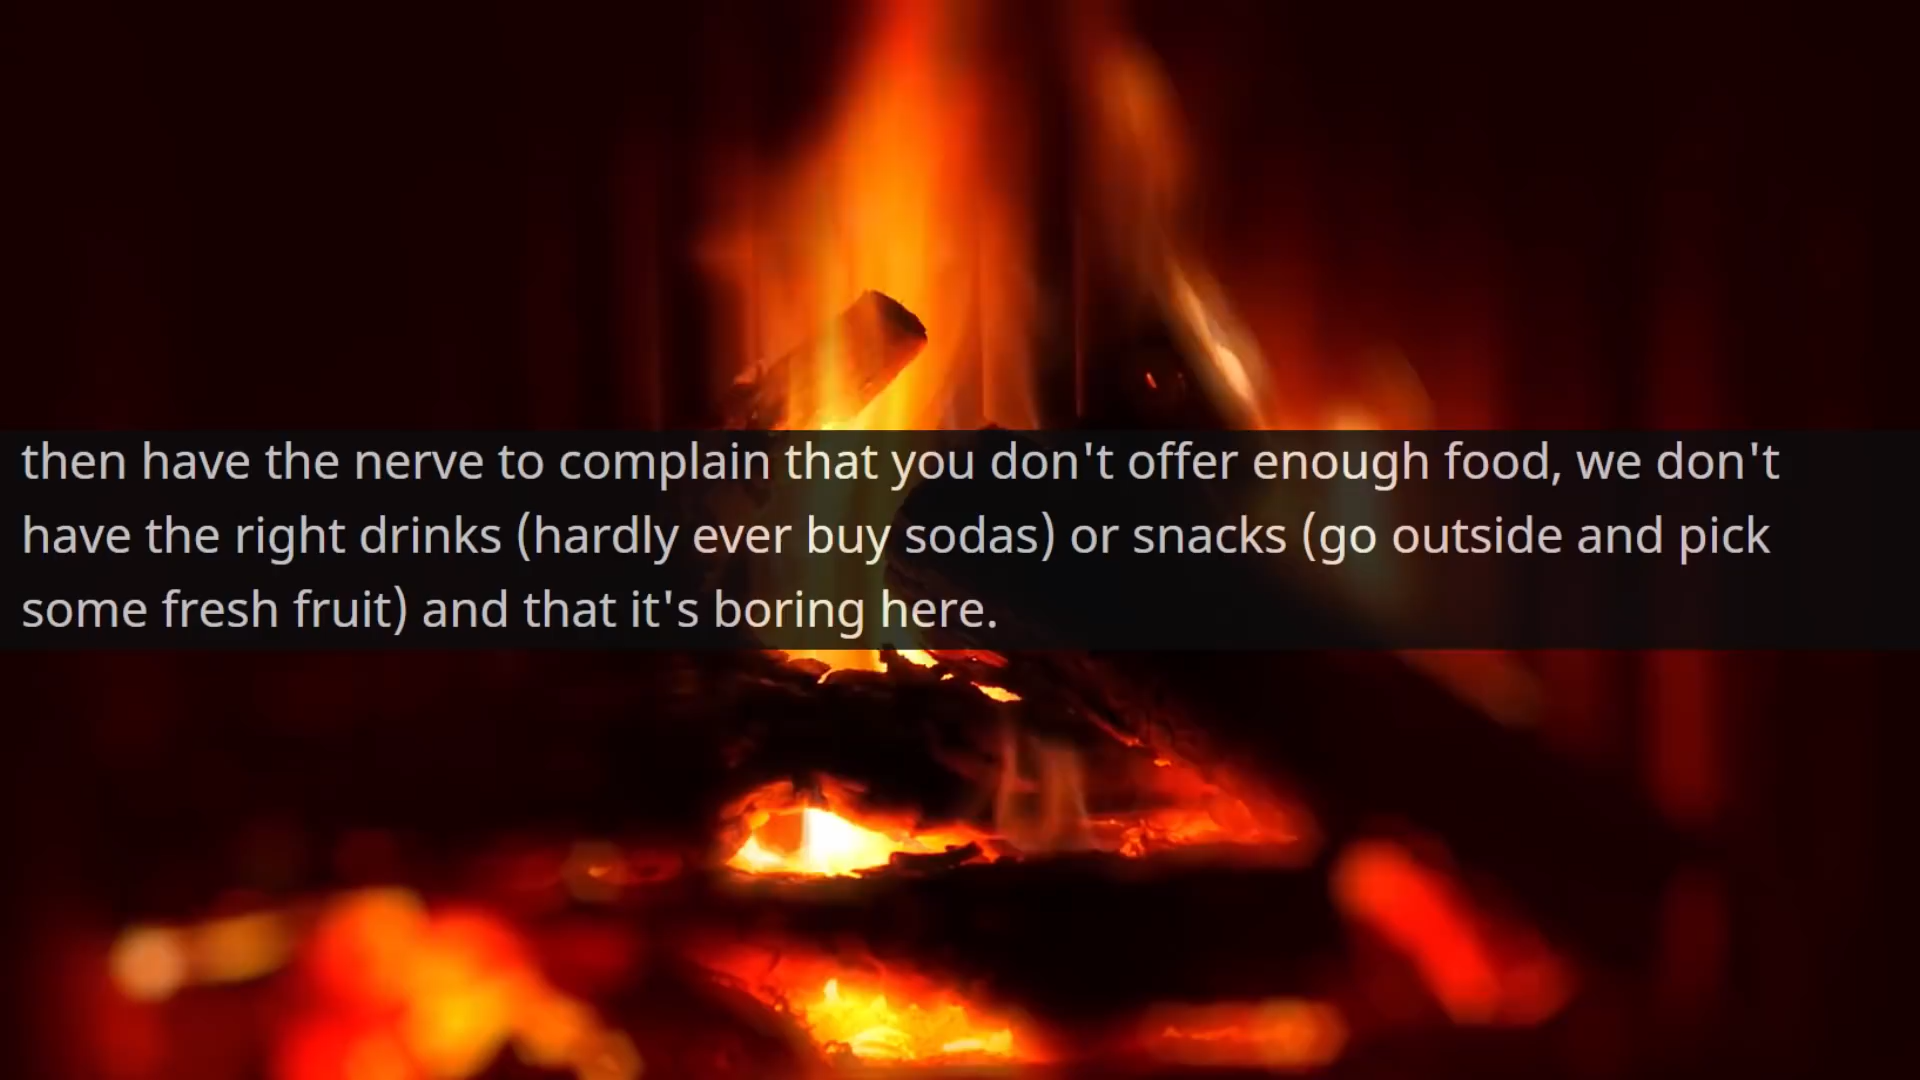 then have the nerve to complain that you don't offer enough food, we don't
have the right drinks (hardly ever buy sodas) or snacks (go outside and pick
some fresh fruit) and that it's boring here.